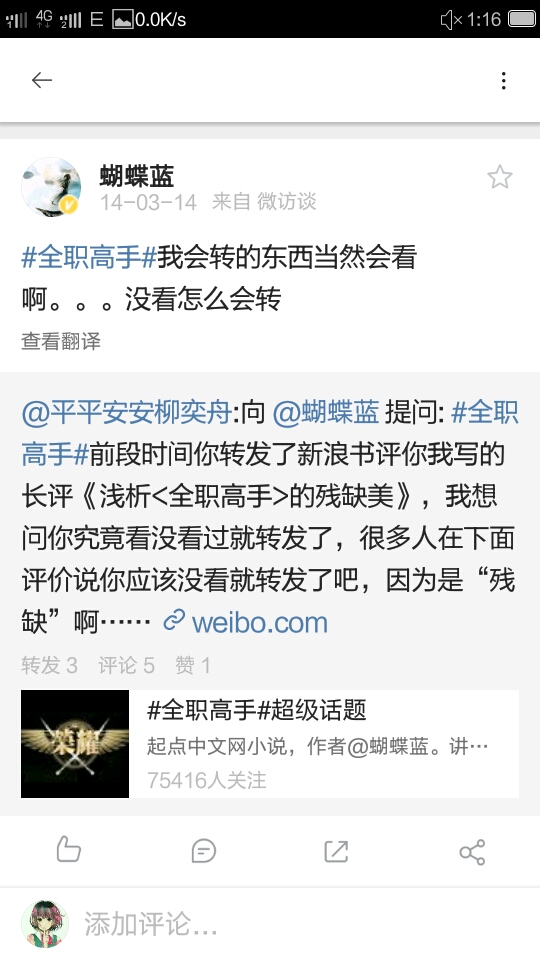 1 4G 2 E 0.0K/s 1:16
蝴蝶蓝
14-03-14 来自 微访谈
#全职高手#我会转的东西当然会看
啊。。。没看怎么会转
查看翻译
@平平安安柳奕舟:向 @蝴蝶蓝 提问: #全职
高手#前段时间你转发了新浪书评你我写的
长评《浅析<全职高手>的残缺美》，我想
问你究竟看没看过就转发了，很多人在下面
评价说你应该没看就转发了吧，因为是“残
缺”啊…… weibo.com
转发 3 评论 5 赞 1
荣耀
#全职高手#超级话题
起点中文网小说，作者@蝴蝶蓝。讲…
75416人关注
添加评论...